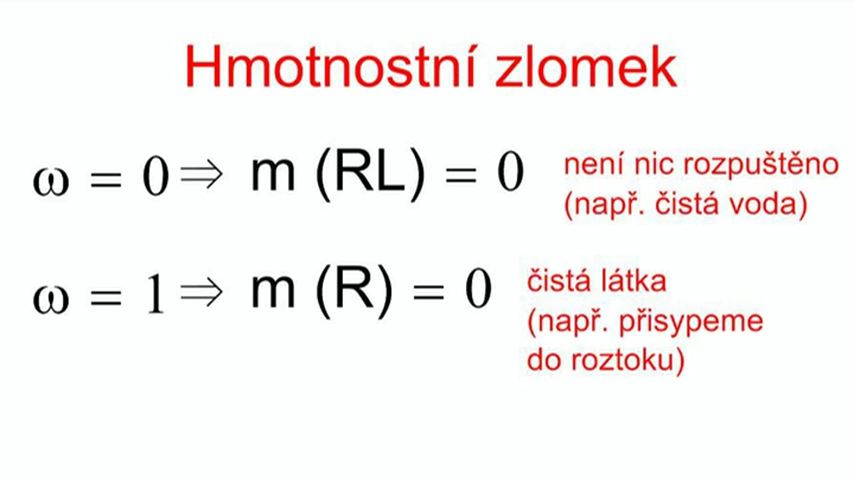 Hmotnostní zlomek
ω = 0 ⇒ m (RL) = 0
není nic rozpuštěno
(např. čistá voda)
ω = 1 ⇒ m (R) = 0
čistá látka
(např. přisypeme
do roztoku)